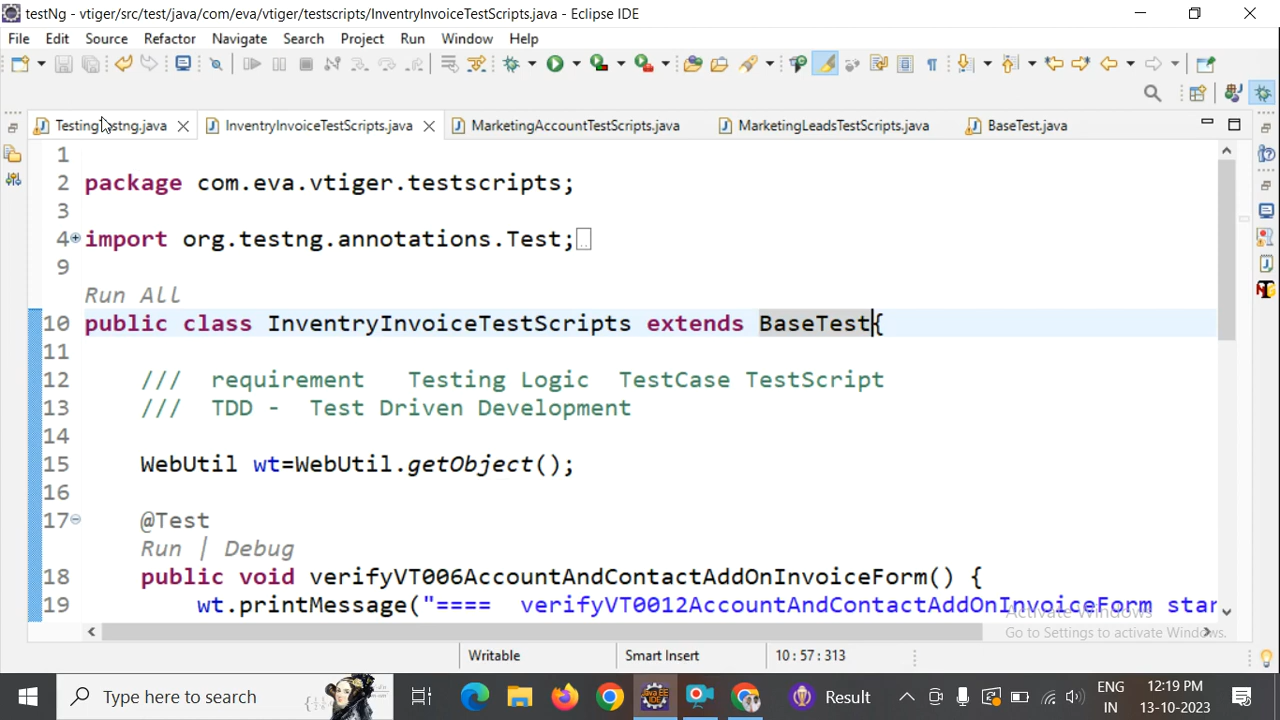 testNg - vtiger/src/test/java/com/eva/vtiger/testscripts/InventryInvoiceTestScripts.java - Eclipse IDE
File Edit Source Refactor Navigate Search Project Run Window Help
InventryInvoiceTestScripts.java MarketingAccountTestScripts.java MarketingLeadsTestScripts.java BaseTest.java
1
2 package com.eva.vtiger.testscripts;
3
4 import org.testng.annotations.Test;
9
Run All
10 public class InventryInvoiceTestScripts extends BaseTest{
11
12 /// requirement Testing Logic TestCase TestScript
13 /// TDD - Test Driven Development
14
15 WebUtil wt=WebUtil.getObject();
16
17 @Test
Run | Debug
18 public void verifyVT006AccountAndContactAddOnInvoiceForm() {
19 wt.printMessage("==== verifyVT0012AccountAndContactAddOnInvoiceForm star
Activate Windows
Go to Settings to activate Windows.
Writable Smart Insert 10 : 57 : 313
Type here to search Result ENG 12:19 PM
IN 13-10-2023